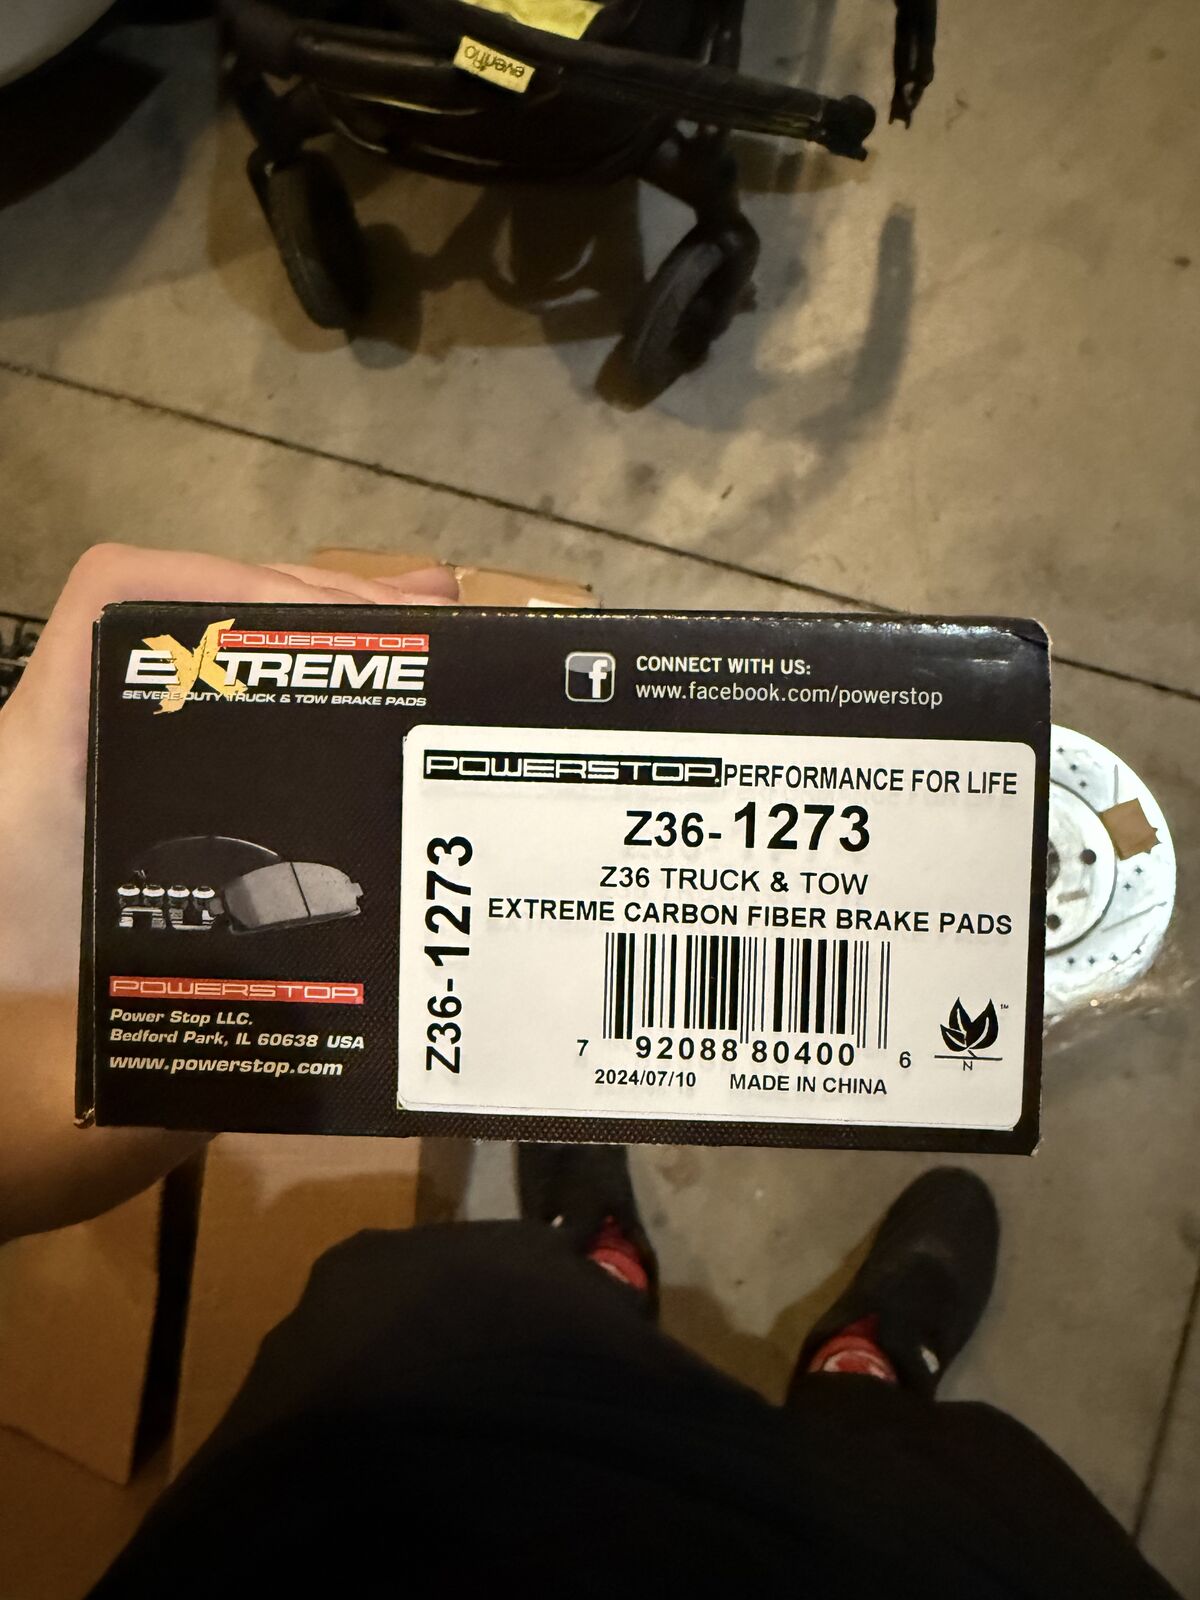 evenflo
POWERSTOP
EXTREME
SEVERE DUTY TRUCK & TOW BRAKE PADS
f
CONNECT WITH US:
www.facebook.com/powerstop
POWERSTOP. PERFORMANCE FOR LIFE
Z36-1273
Z36 TRUCK & TOW
EXTREME CARBON FIBER BRAKE PADS
Z36-1273
7 92088 80400 6
2024/07/10 MADE IN CHINA
N
TM
POWERSTOP
Power Stop LLC.
Bedford Park, IL 60638 USA
www.powerstop.com